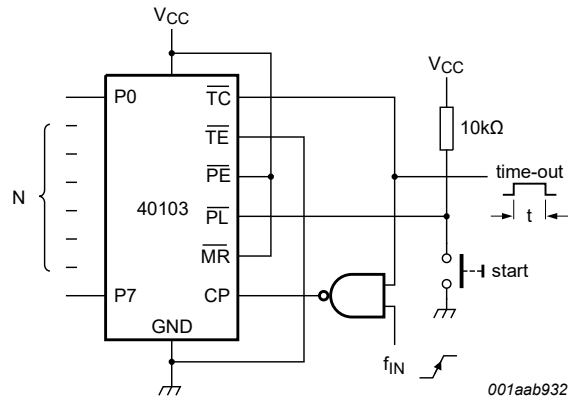 VCC
VCC
P0
TC
TE
10kΩ
PE
time-out
N
40103
PL
t
MR
start
P7
CP
GND
fIN
001aab932